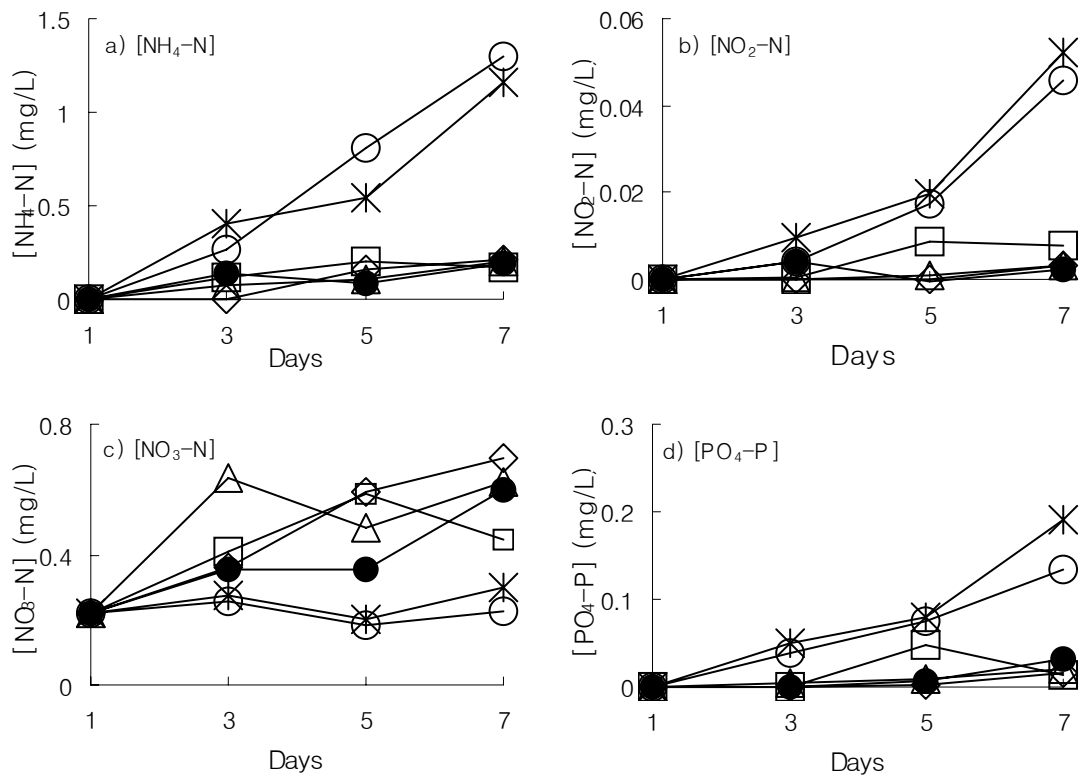 a) [NH₄-N]
[NH₄-N] (mg/L)
1.5
1
0.5
0
1 3 5 7
Days
b) [NO₂-N]
[NO₂-N] (mg/L)
0.06
0.04
0.02
0
1 3 5 7
Days
c) [NO₃-N]
[NO₃-N] (mg/L)
0.8
0.4
0
1 3 5 7
Days
d) [PO₄-P]
[PO₄-P] (mg/L)
0.3
0.2
0.1
0
1 3 5 7
Days